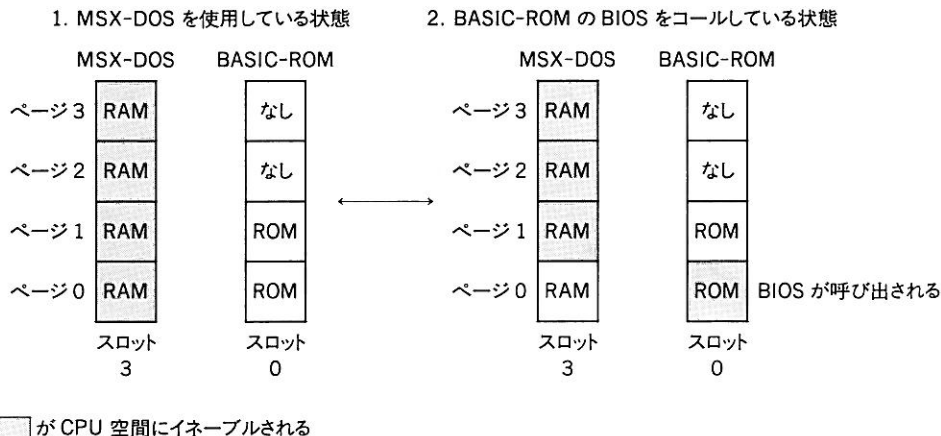 1. MSX-DOS を使用している状態
2. BASIC-ROM の BIOS をコールしている状態
MSX-DOS BASIC-ROM
MSX-DOS BASIC-ROM
ページ 3 RAM なし
ページ 3 RAM なし
ページ 2 RAM なし
ページ 2 RAM なし
ページ 1 RAM ROM
ページ 1 RAM ROM
ページ 0 RAM ROM
ページ 0 RAM ROM BIOS が呼び出される
スロット スロット
スロット スロット
3 0
3 0
が CPU 空間にイネーブルされる